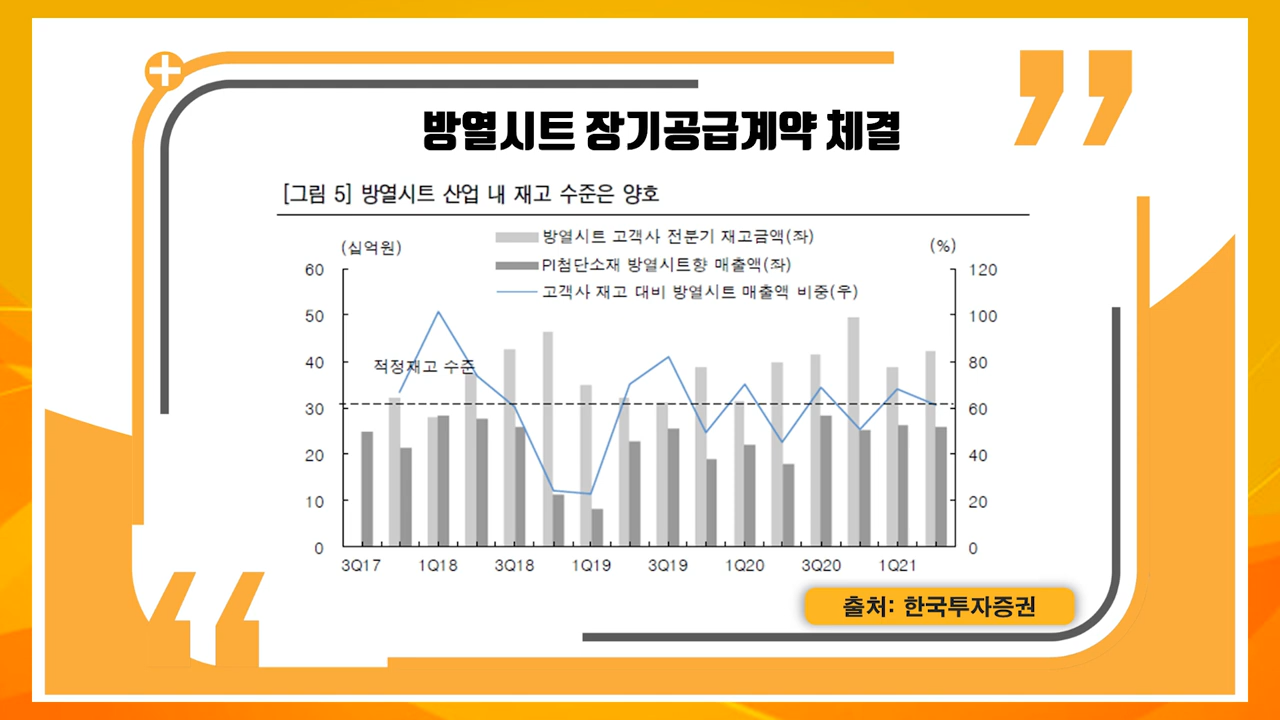 방열시트 장기공급계약 체결
[그림 5] 방열시트 산업 내 재고 수준은 양호
(십억원)
(%)
방열시트 고객사 전분기 재고금액(좌)
PI첨단소재 방열시트향 매출액(좌)
고객사 재고 대비 방열시트 매출액 비중(우)
적정재고 수준
60
50
40
30
20
10
0
120
100
80
60
40
20
0
3Q17 1Q18 3Q18 1Q19 3Q19 1Q20 3Q20 1Q21
출처: 한국투자증권